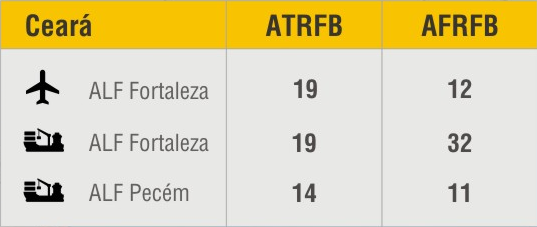 Ceará ATRFB AFRFB
ALF Fortaleza 19 12
ALF Fortaleza 19 32
ALF Pecém 14 11